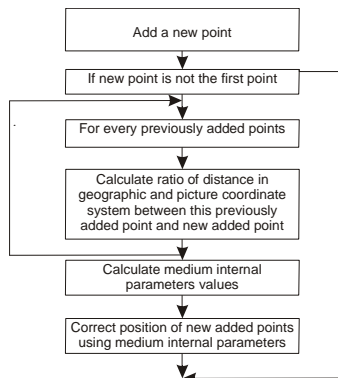 Add a new point
If new point is not the first point
For every previously added points
Calculate ratio of distance in
geographic and picture coordinate
system between this previously
added point and new added point
Calculate medium internal
parameters values
Correct position of new added points
using medium internal parameters